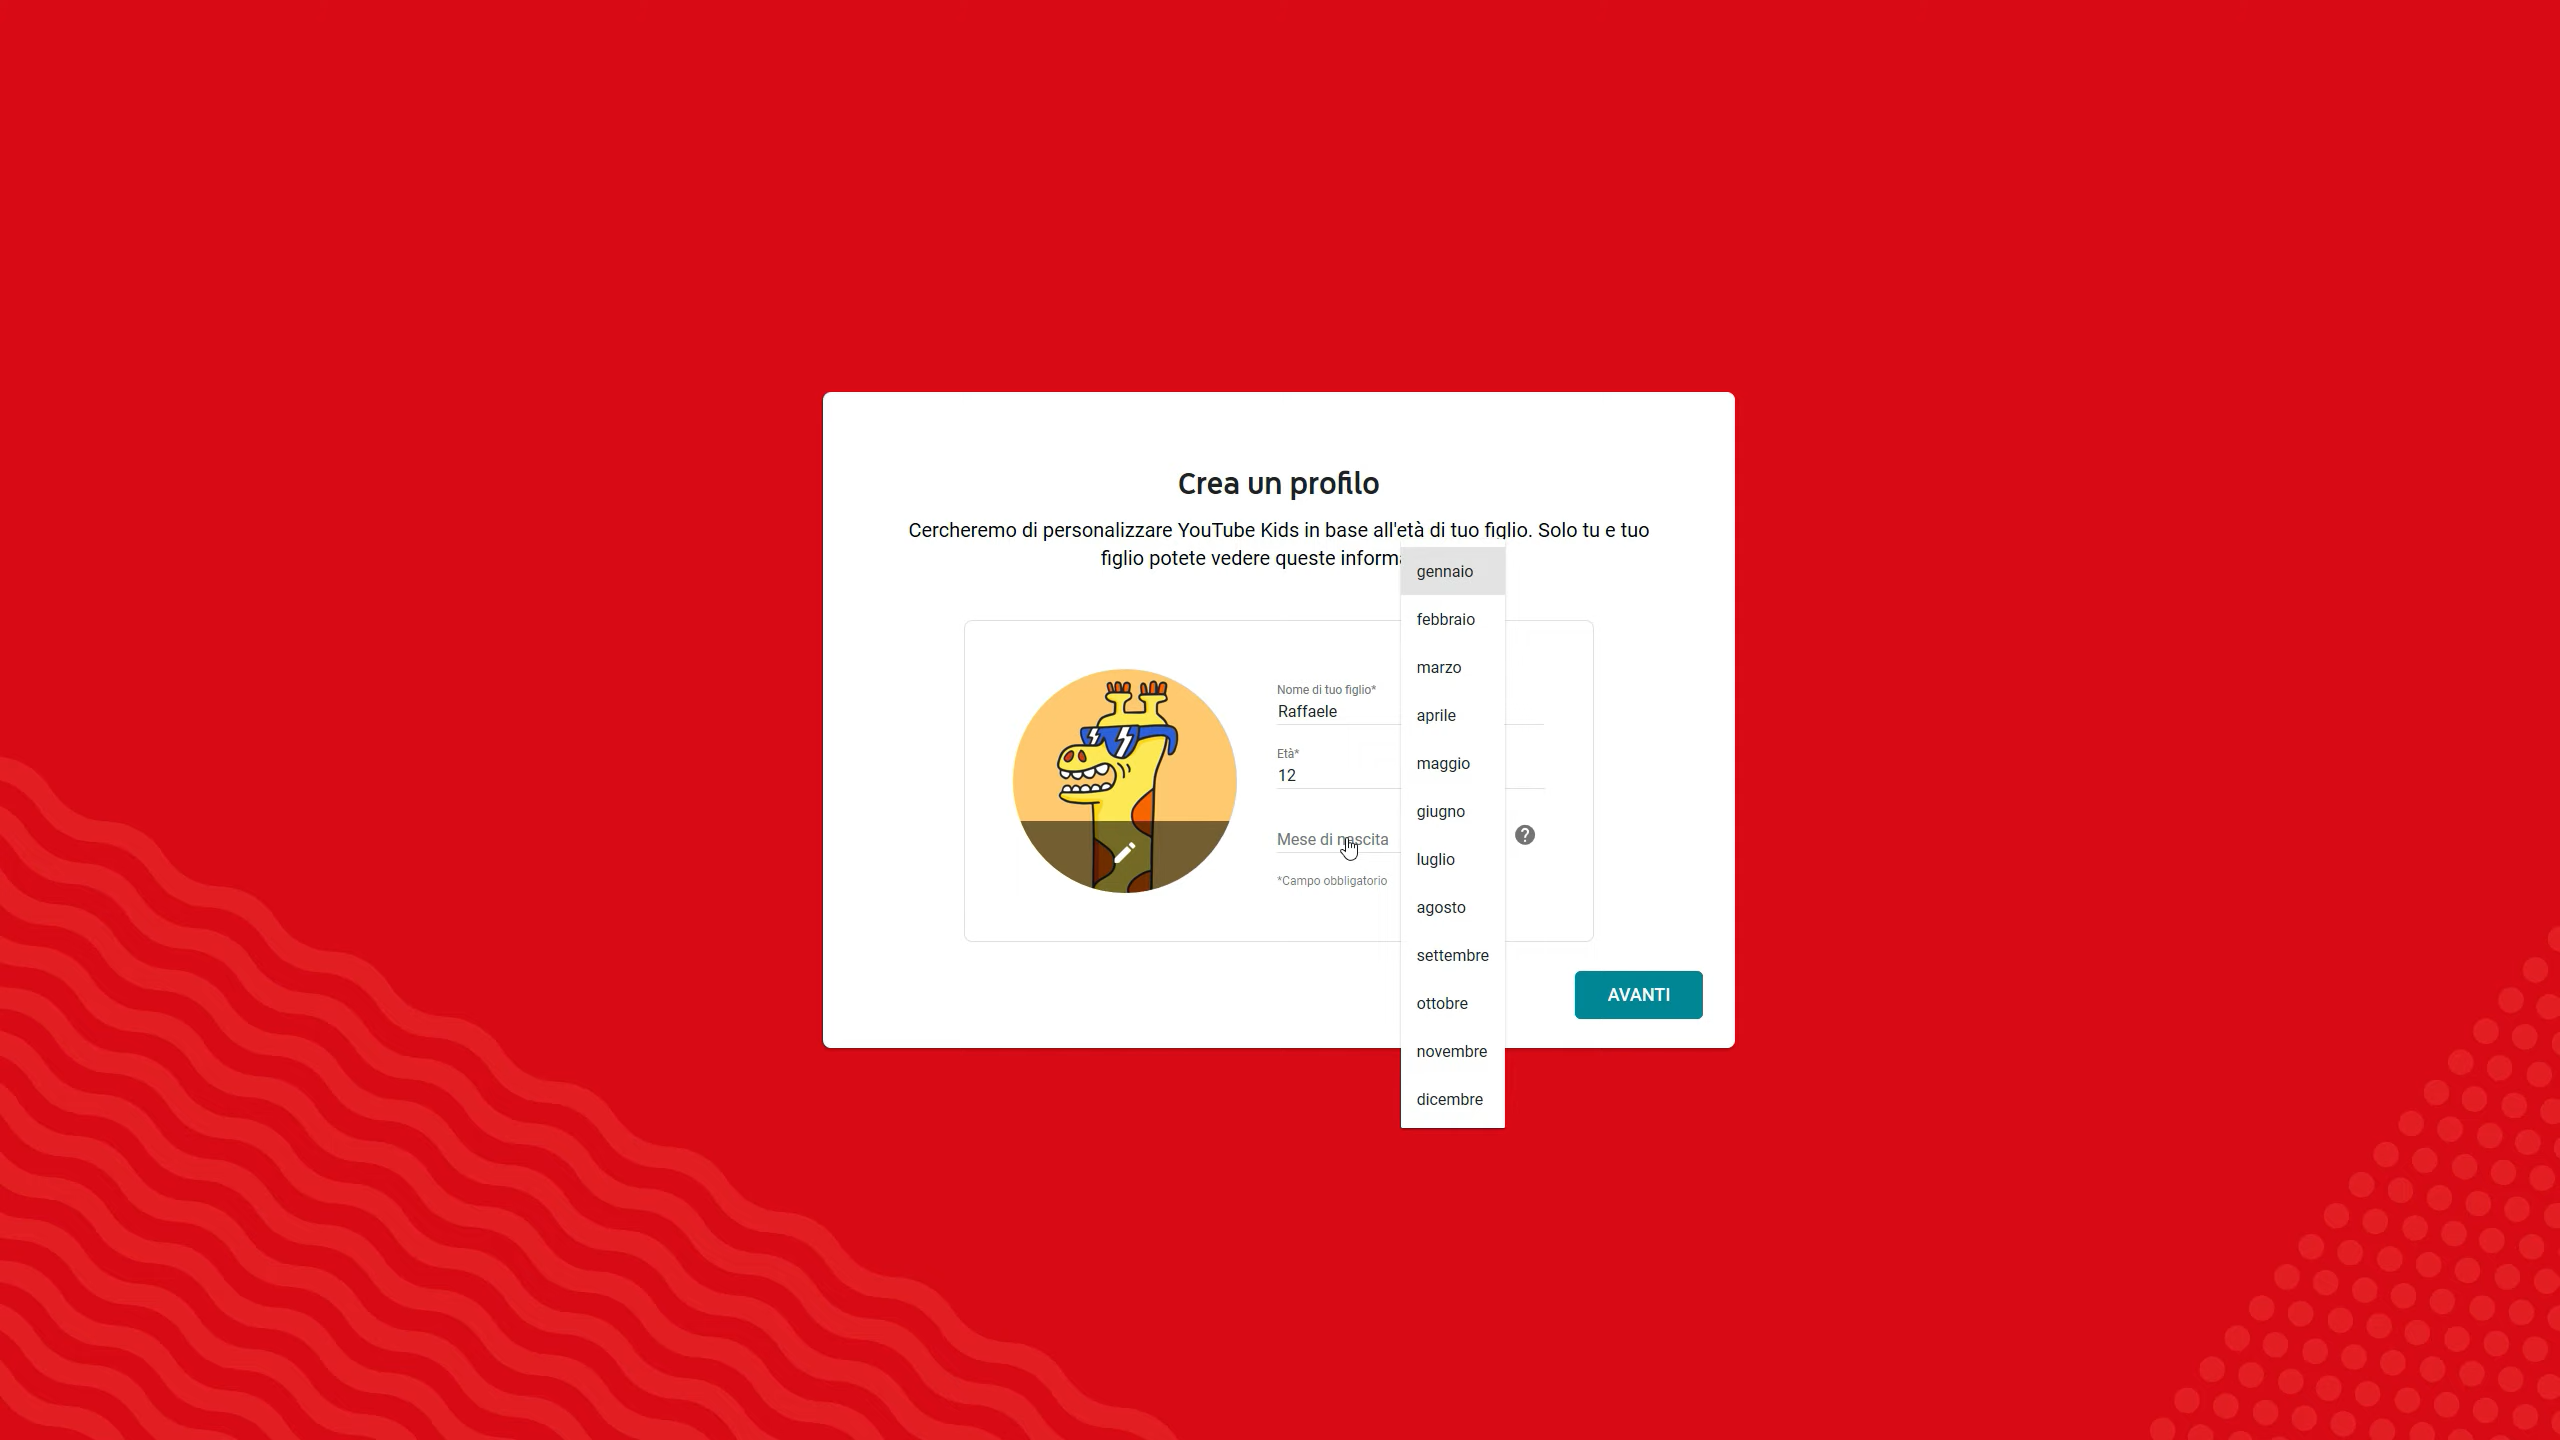 Crea un profilo
Cercheremo di personalizzare YouTube Kids in base all'età di tuo figlio. Solo tu e tuo
figlio potete vedere queste
Nome di tuo figlio*
Raffaele
Età*
12
Mese di nascita
*Campo obbligatorio
gennaio
febbraio
marzo
aprile
maggio
giugno
luglio
agosto
settembre
ottobre
novembre
dicembre
AVANTI